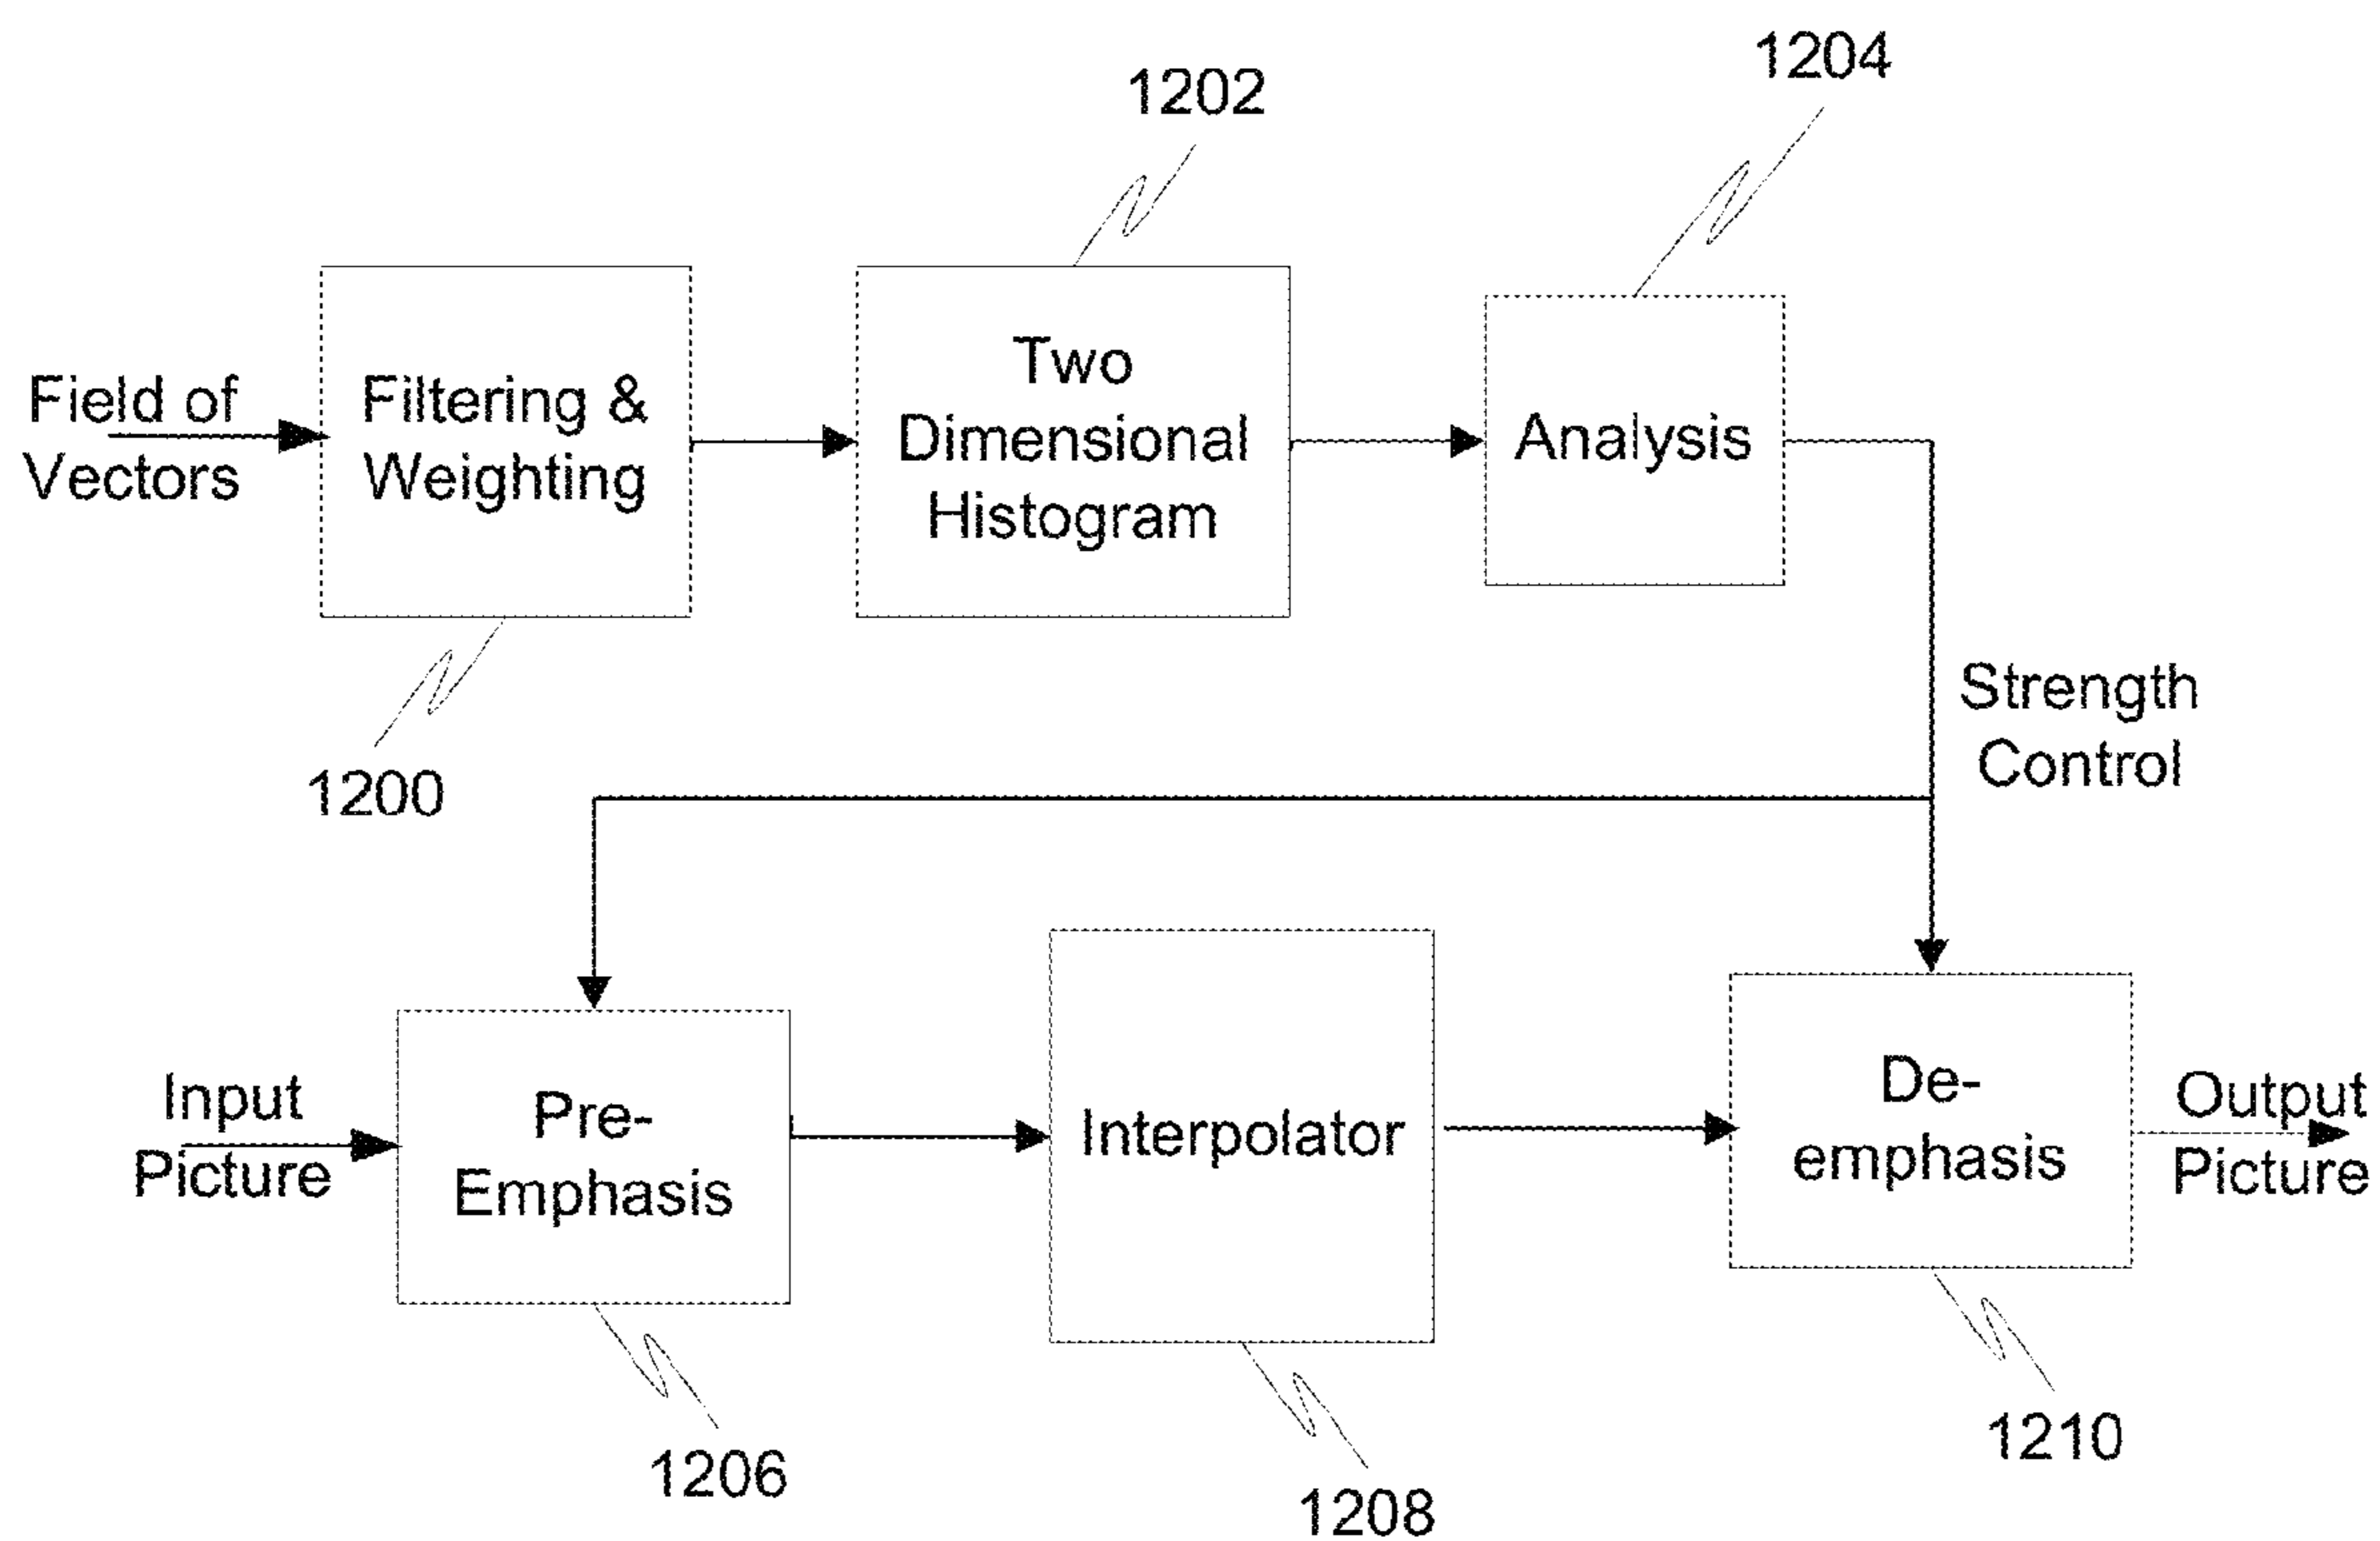 1204
1202
Field of
Vectors
Filtering &
Weighting
Two
Dimensional
Histogram
Analysis
1200
Strength
Control
Input
Picture
Pre-
Emphasis
Interpolator
De-
emphasis
Output
Picture
1206
1208
1210